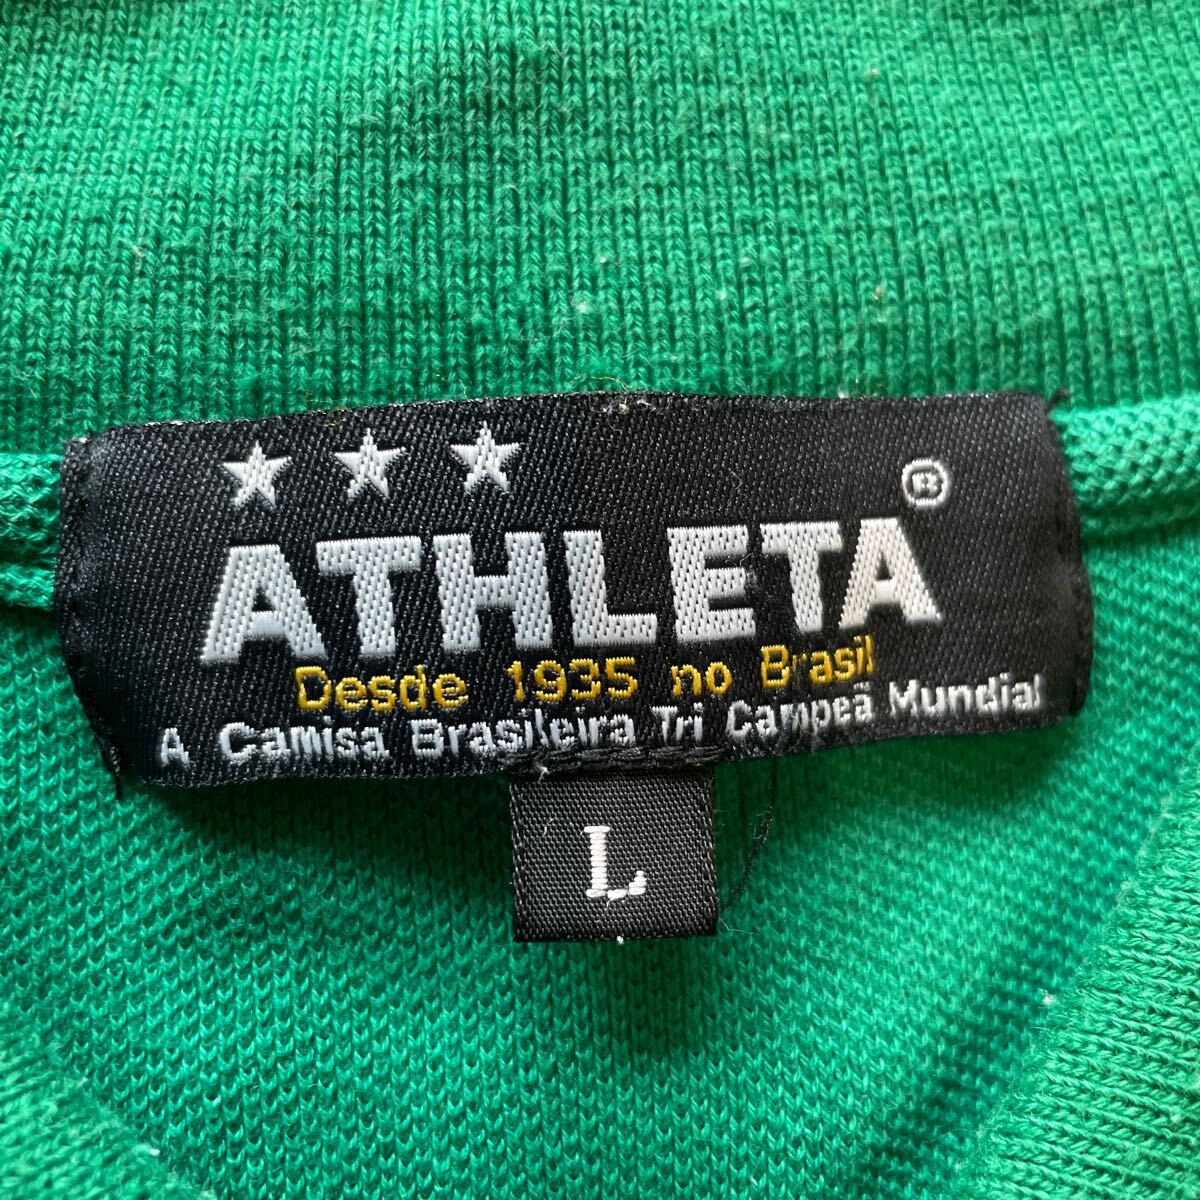 ATHLETA®
Desde 1935 no Brasil
A Camisa Brasileira Tri Campeã Mundial
L